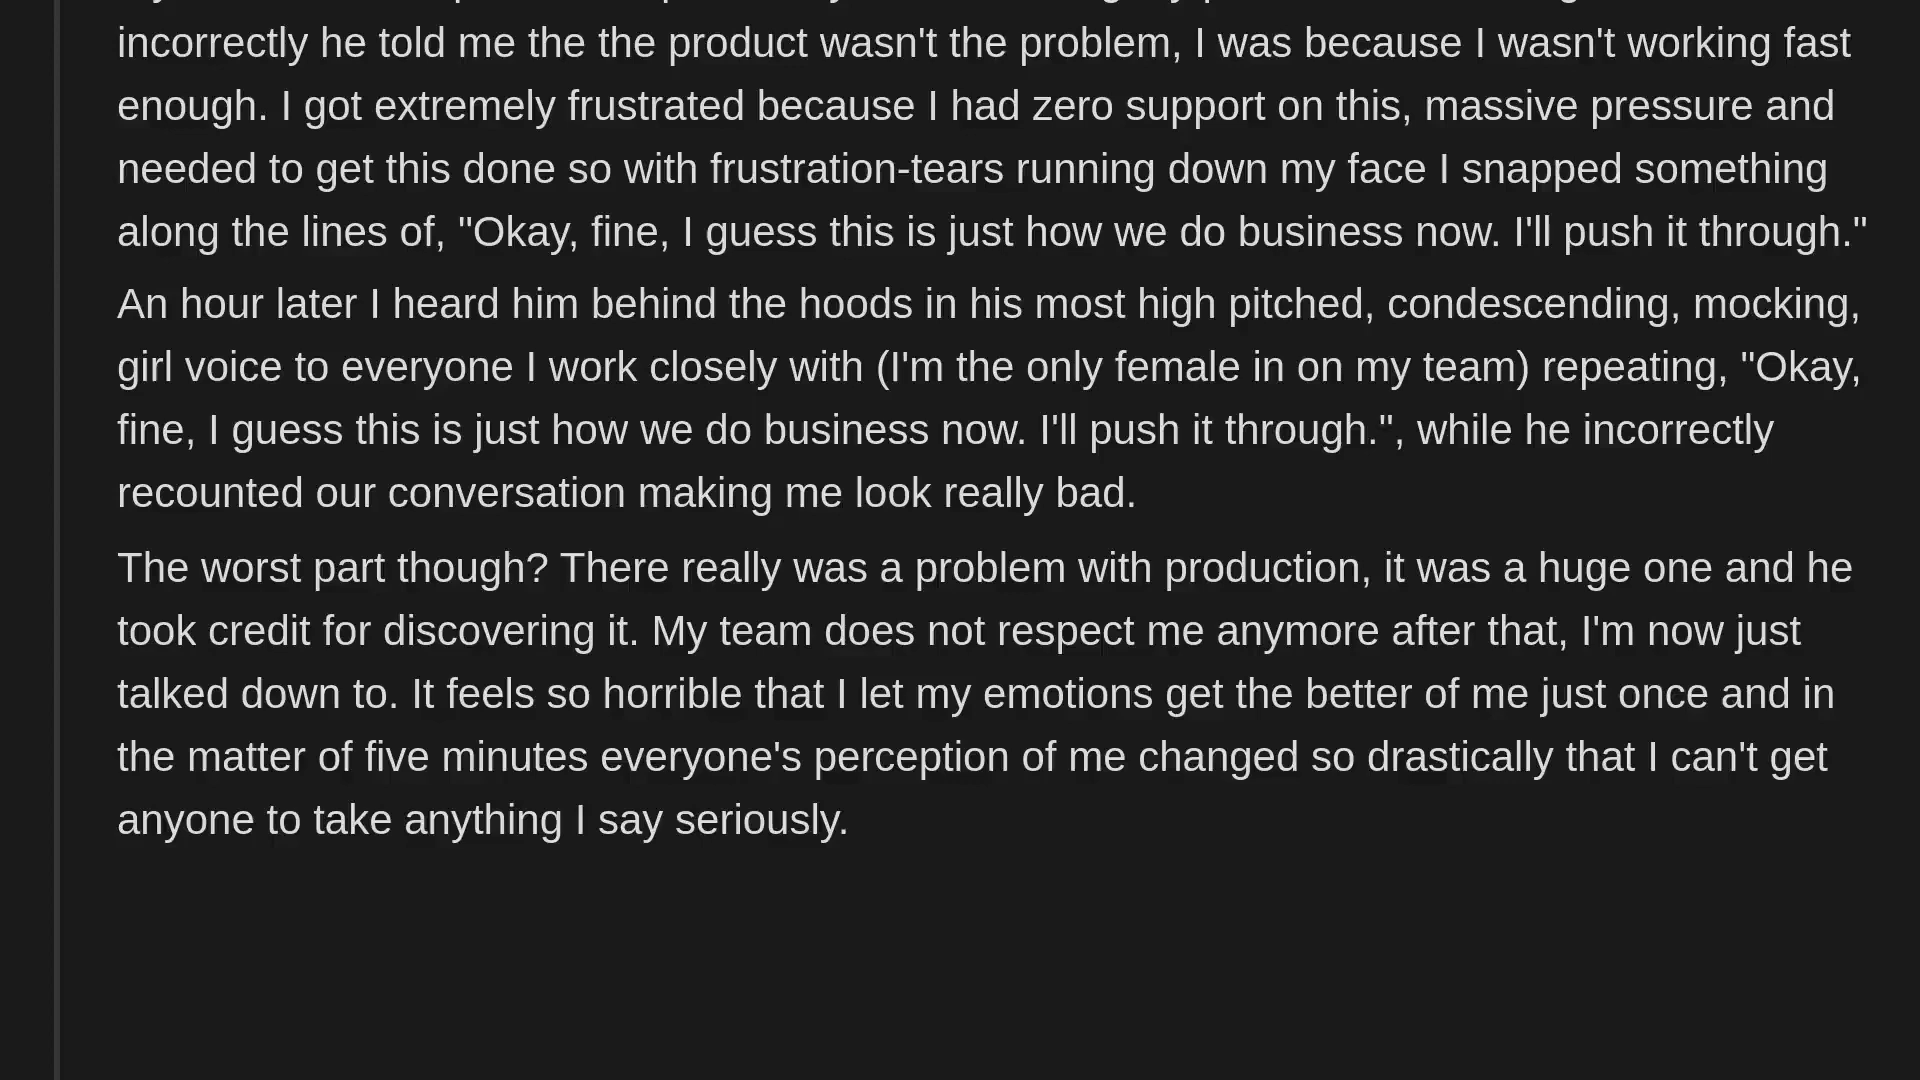 incorrectly he told me the the product wasn't the problem, I was because I wasn't working fast
enough. I got extremely frustrated because I had zero support on this, massive pressure and
needed to get this done so with frustration-tears running down my face I snapped something
along the lines of, "Okay, fine, I guess this is just how we do business now. I'll push it through."
An hour later I heard him behind the hoods in his most high pitched, condescending, mocking,
girl voice to everyone I work closely with (I'm the only female in on my team) repeating, "Okay,
fine, I guess this is just how we do business now. I'll push it through.", while he incorrectly
recounted our conversation making me look really bad.
The worst part though? There really was a problem with production, it was a huge one and he
took credit for discovering it. My team does not respect me anymore after that, I'm now just
talked down to. It feels so horrible that I let my emotions get the better of me just once and in
the matter of five minutes everyone's perception of me changed so drastically that I can't get
anyone to take anything I say seriously.